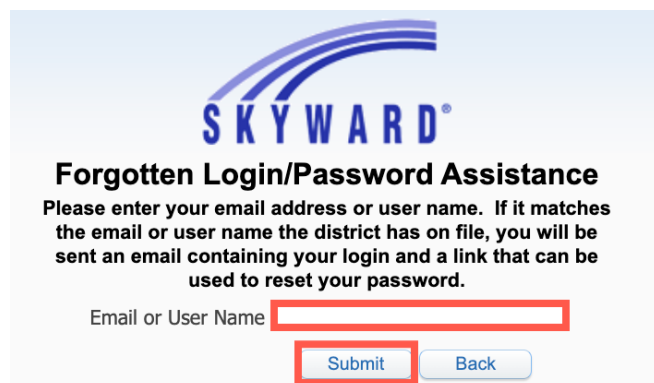 SKYWARD®
Forgotten Login/Password Assistance
Please enter your email address or user name. If it matches
the email or user name the district has on file, you will be
sent an email containing your login and a link that can be
used to reset your password.
Email or User Name
Submit Back